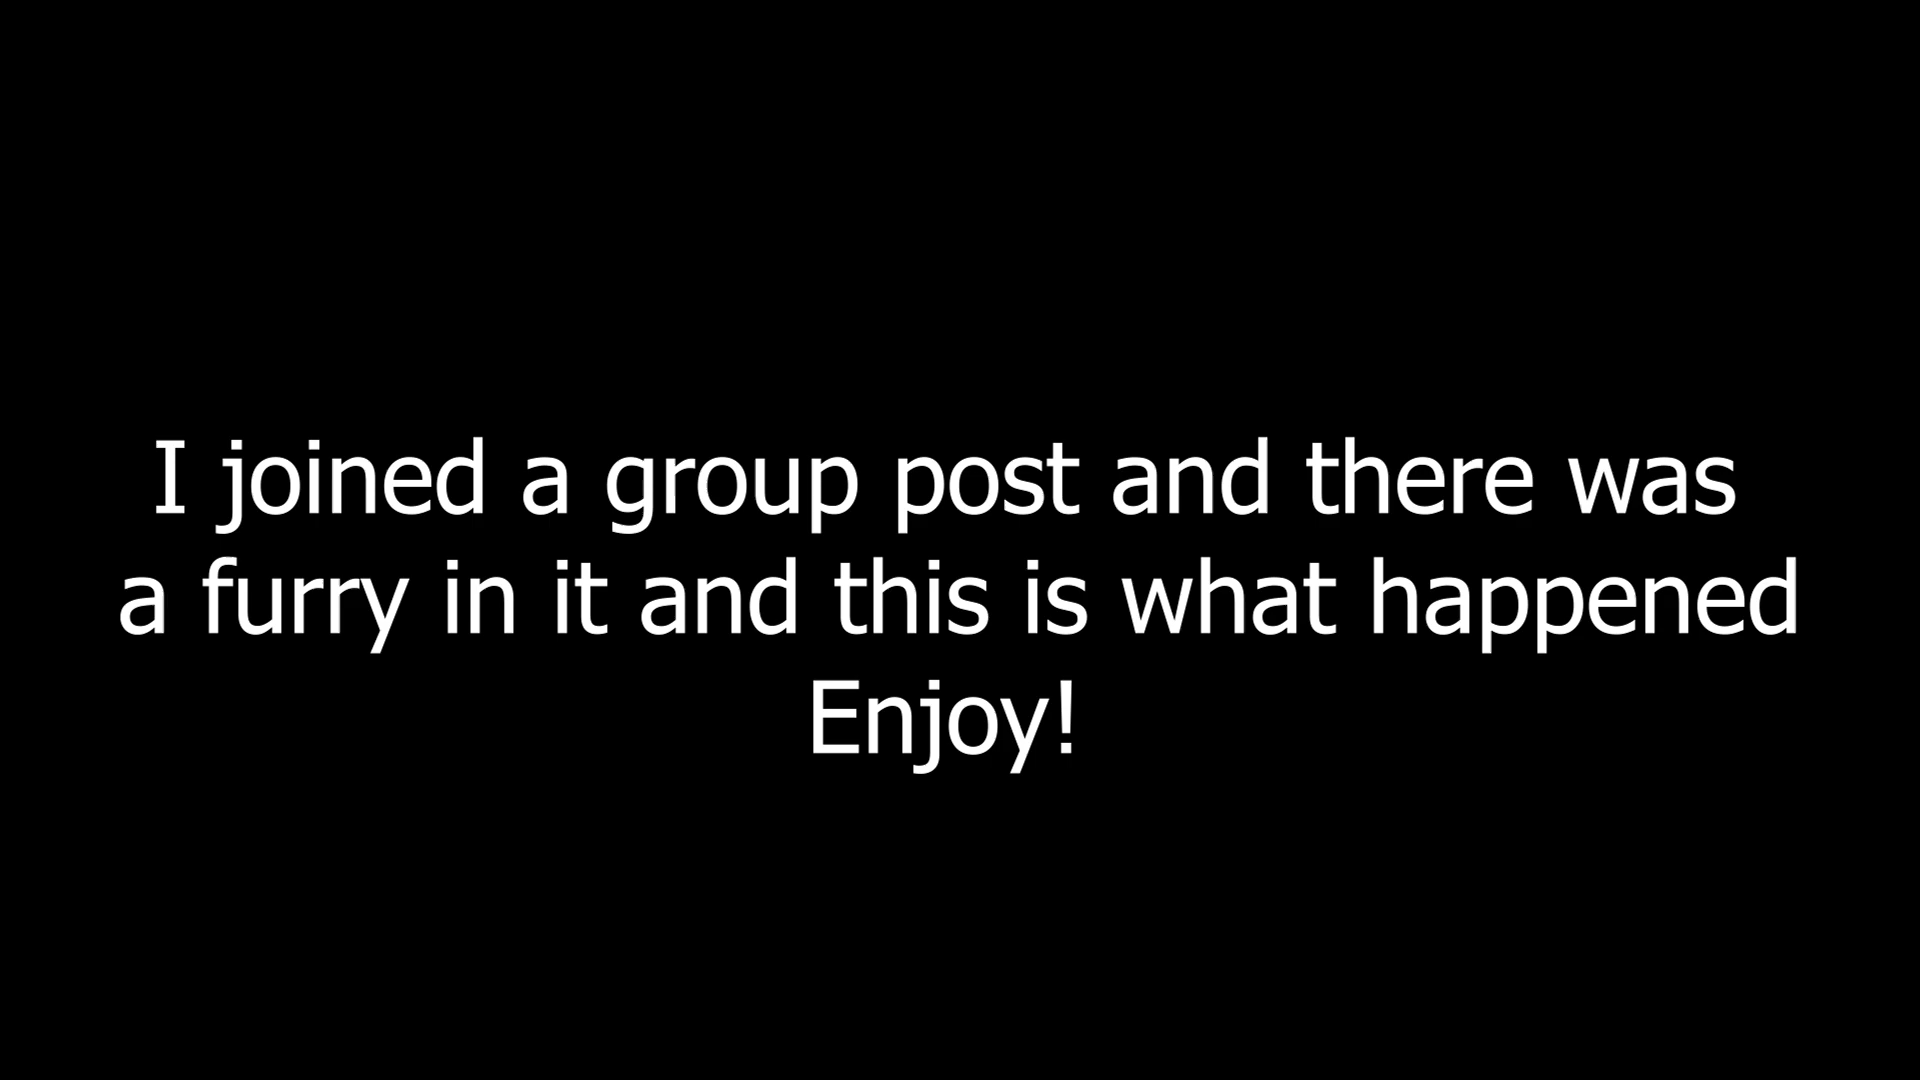 I joined a group post and there was
a furry in it and this is what happened
Enjoy!